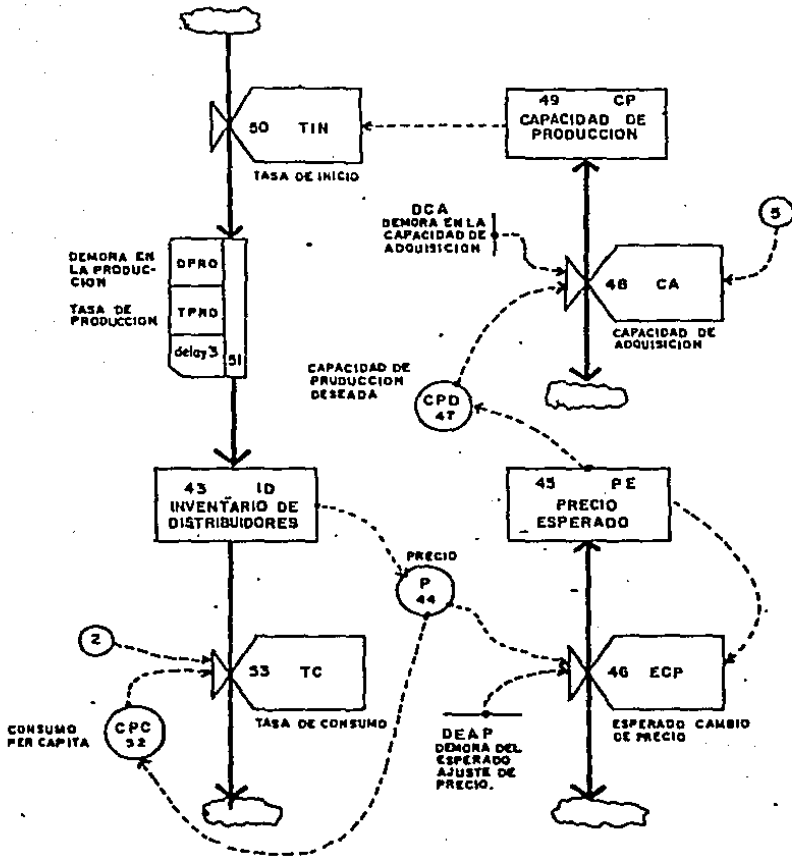 50 TIN
TASA DE INICIO
49 CP
CAPACIDAD DE
PRODUCCION
DCA
DEMORA EN LA
CAPACIDAD DE
ADQUISICION
5
48 CA
CAPACIDAD DE
ADQUISICION
DEMORA EN
LA PRODUC-
CION
DPRO
TASA DE
PRODUCCION
TPRO
delay3
51
CAPACIDAD DE
PRUDUCCION
DESEADA
CPD
47
43 ID
INVENTARIO DE
DISTRIBUIDORES
45 PE
PRECIO
ESPERADO
PRECIO
P
44
2
53 TC
TASA DE CONSUMO
CONSUMO
PER CAPITA
CPC
52
46 ECP
ESPERADO CAMBIO
DE PRECIO
DEAP
DEMORA DEL
ESPERADO
AJUSTE DE
PRECIO.